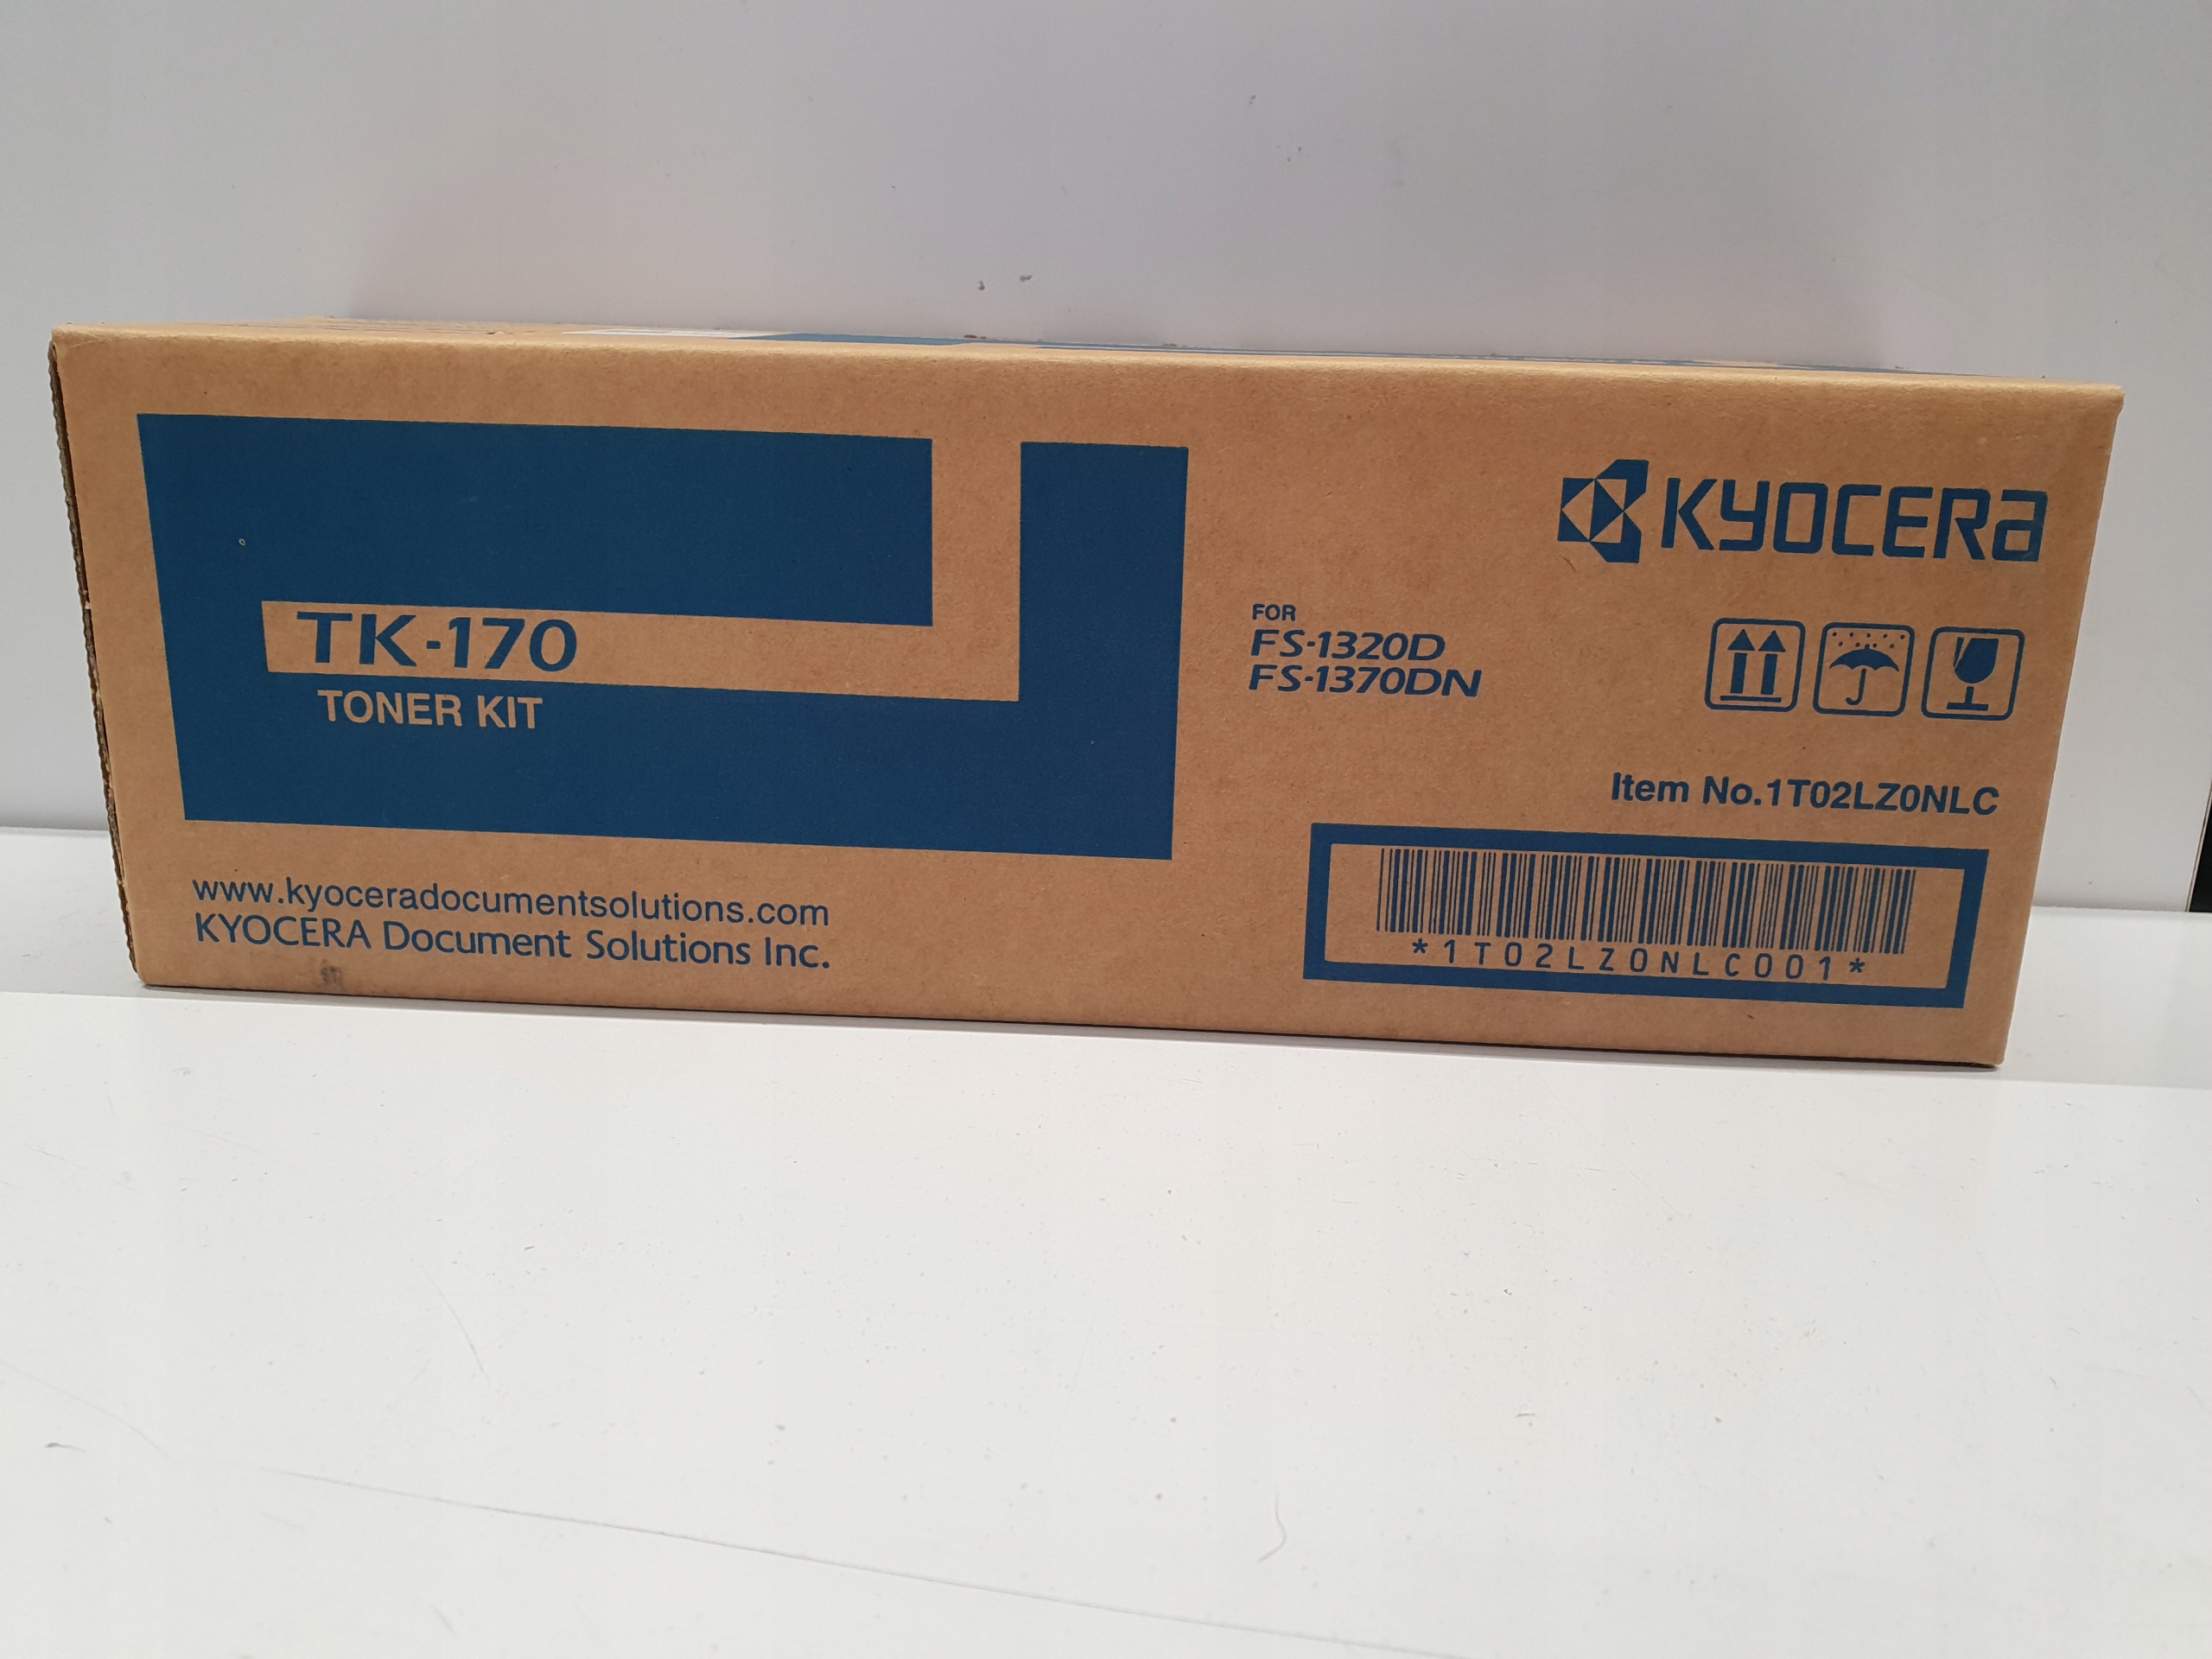 KYOCERA
TK-170
TONER KIT
FOR
FS-1320D
FS-1370DN
Item No.1T02LZ0NLC
*1T02LZ0NLC001*
www.kyoceradocumentsolutions.com
KYOCERA Document Solutions Inc.